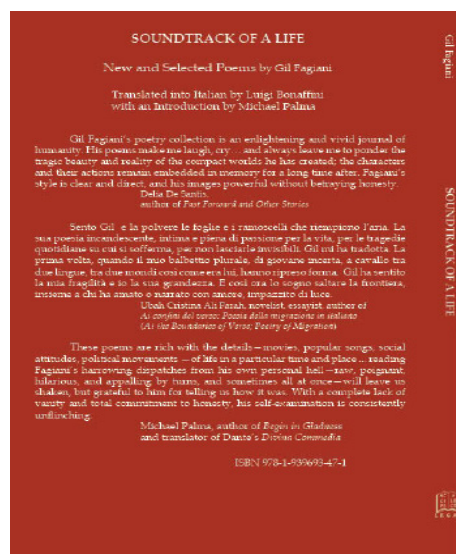 SOUNDTRACK OF A LIFE
New and Selected Poems by Gil Fagiani
Translated into Italian by Luigi Bonaffini
with an Introduction by Michael Palma
Gil Fagiani's poetry collection is an enlightening and vivid journal of
humanity. His poems make me laugh, cry ... and always leave me to ponder the
tragic beauty and reality of the compact worlds he has created; the characters
and their actions remain embedded in memory for a long time after. Fagiani's
style is clear and direct, and his images powerful without betraying honesty.
Delia De Santis,
author of Fast Forward and Other Stories
Sento Gil e la polvere le foglie e i ramoscelli che riempiono l'aria. La
sua poesia incandescente, intima e piena di passione per la vita, per le tragedie
quotidiane su cui si sofferma, per non lasciarle invisibili. Gil mi ha tradotta. La
prima volta, quando il mio balbettio plurale, di giovane incerta, a cavallo tra
due lingue, tra due mondi così come era lui, hanno ripreso forma. Gil ha sentito
la mia fragilità e io la sua grandezza. E così ora lo sogno saltare la frontiera,
insieme a chi ha amato o narrato con amore, impazzito di luce.
Ubah Cristina Ali Farah, novelist, essayist, author of
Ai confini del verso: Poesia della migrazione in italiano
(At the Boundaries of Verse; Poetry of Migration)
These poems are rich with the details—movies, popular songs, social
attitudes, political movements —of life in a particular time and place ... reading
Fagiani's harrowing dispatches from his own personal hell—raw, poignant,
hilarious, and appalling by turns, and sometimes all at once—will leave us
shaken, but grateful to him for telling us how it was. With a complete lack of
vanity and total commitment to honesty, his self-examination is consistently
unflinching.
Michael Palma, author of Begin in Gladness
and translator of Dante's Divina Commedia
ISBN 978-1-939693-47-1
Gil Fagiani
SOUNDTRACK OF A LIFE
LEGAS